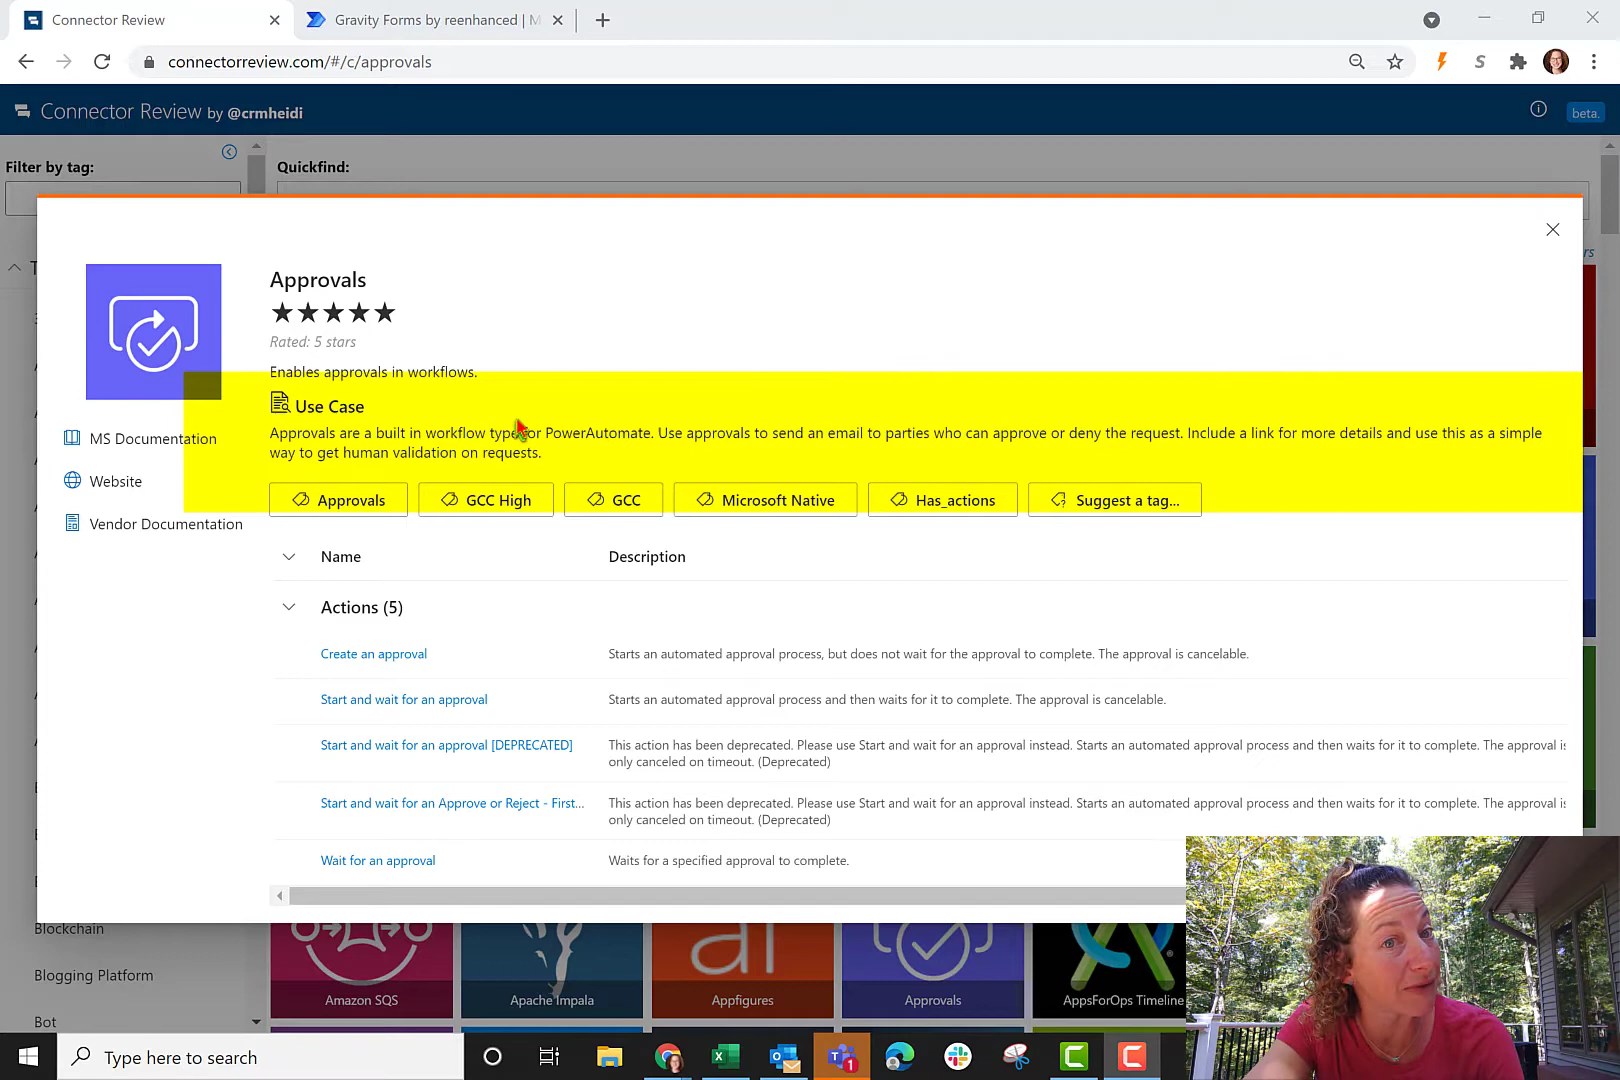 Connector Review
Gravity Forms by reenhanced | M
connectorreview.com/#/c/approvals
Connector Review by @crmheidi
beta.
Filter by tag:
Quickfind:
Approvals
Rated: 5 stars
Enables approvals in workflows.
Use Case
Approvals are a built in workflow type for PowerAutomate. Use approvals to send an email to parties who can approve or deny the request. Include a link for more details and use this as a simple
way to get human validation on requests.
MS Documentation
Website
Vendor Documentation
Approvals
GCC High
GCC
Microsoft Native
Has_actions
Suggest a tag...
Name
Description
Actions (5)
Create an approval
Starts an automated approval process, but does not wait for the approval to complete. The approval is cancelable.
Start and wait for an approval
Starts an automated approval process and then waits for it to complete. The approval is cancelable.
Start and wait for an approval [DEPRECATED]
This action has been deprecated. Please use Start and wait for an approval instead. Starts an automated approval process and then waits for it to complete. The approval is
only canceled on timeout. (Deprecated)
Start and wait for an Approve or Reject - First...
This action has been deprecated. Please use Start and wait for an approval instead. Starts an automated approval process and then waits for it to complete. The approval is
only canceled on timeout. (Deprecated)
Wait for an approval
Waits for a specified approval to complete.
Blockchain
Blogging Platform
Bot
Amazon SQS
Apache Impala
Appfigures
Approvals
AppsForOps Timeline
Type here to search